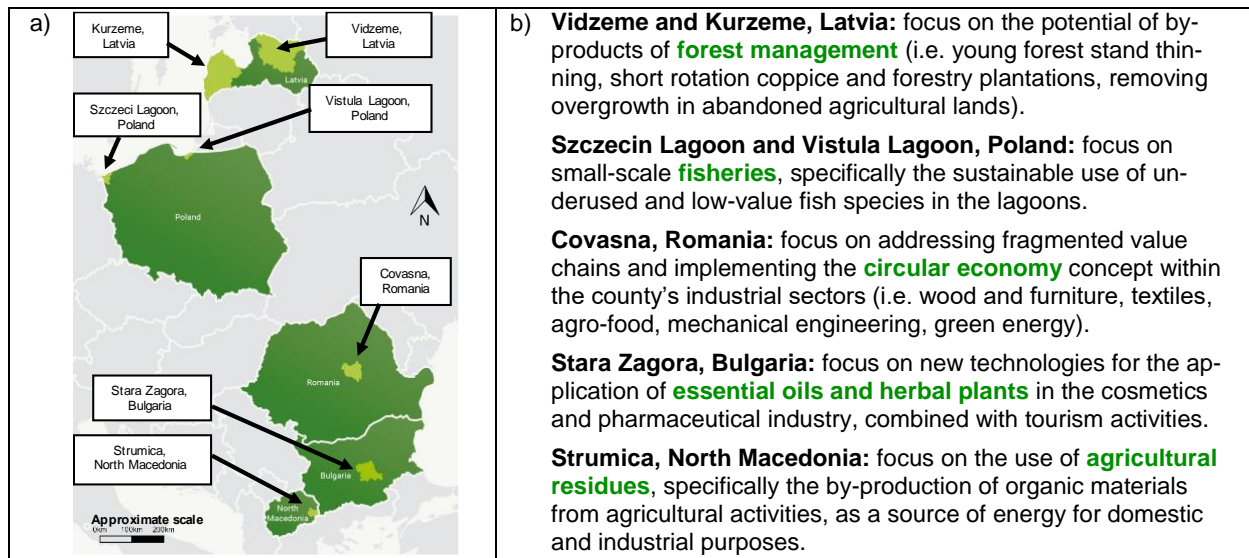 a)
Kurzeme,
Latvia
Vidzeme,
Latvia
Latvia
Szczeci Lagoon,
Poland
Vistula Lagoon,
Poland
Poland
N
Covasna,
Romania
Romania
Stara Zagora,
Bulgaria
Strumica,
North Macedonia
Bulgaria
North
Macedonia
Approximate scale
0km 100km 200km
b) Vidzeme and Kurzeme, Latvia: focus on the potential of by-
products of forest management (i.e. young forest stand thin-
ning, short rotation coppice and forestry plantations, removing
overgrowth in abandoned agricultural lands).
Szczecin Lagoon and Vistula Lagoon, Poland: focus on
small-scale fisheries, specifically the sustainable use of un-
derused and low-value fish species in the lagoons.
Covasna, Romania: focus on addressing fragmented value
chains and implementing the circular economy concept within
the county's industrial sectors (i.e. wood and furniture, textiles,
agro-food, mechanical engineering, green energy).
Stara Zagora, Bulgaria: focus on new technologies for the ap-
plication of essential oils and herbal plants in the cosmetics
and pharmaceutical industry, combined with tourism activities.
Strumica, North Macedonia: focus on the use of agricultural
residues, specifically the by-production of organic materials
from agricultural activities, as a source of energy for domestic
and industrial purposes.